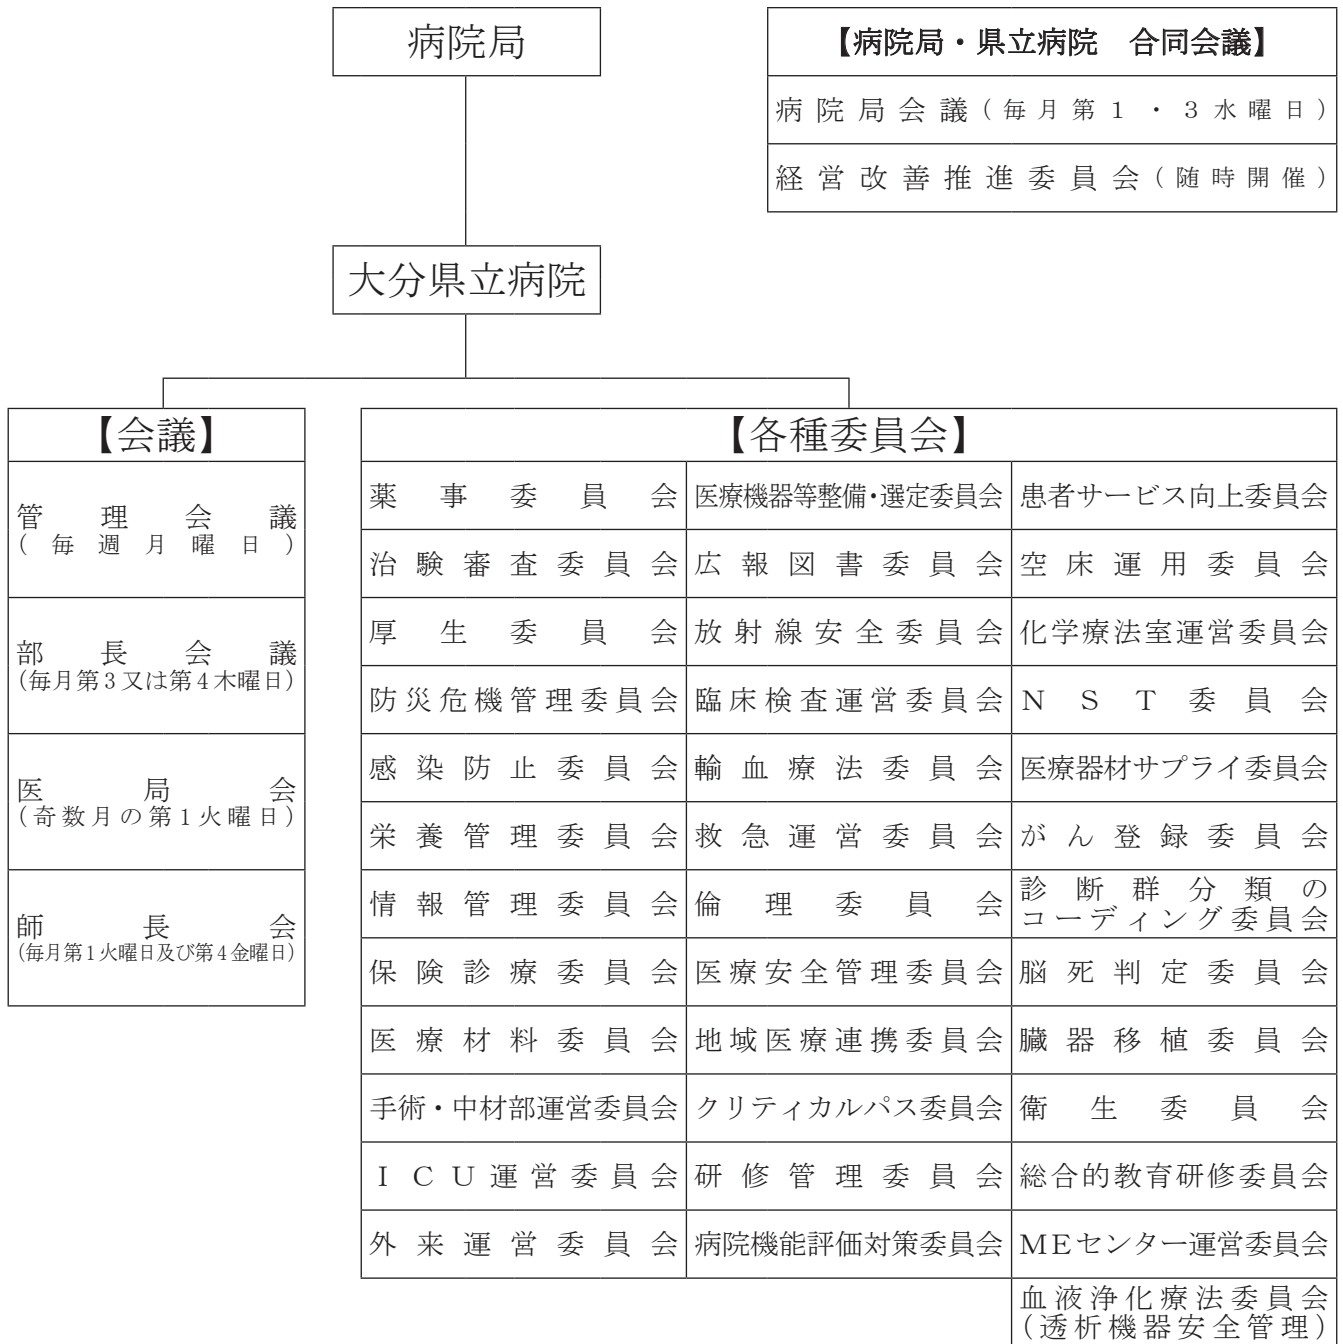 病院局
【病院局・県立病院　合同会議】
病院局会議(毎月第1・3水曜日)
経営改善推進委員会(随時開催)
大分県立病院
【会議】
管理会議
(毎週月曜日)
部長会議
(毎月第3又は第4木曜日)
医局会
(奇数月の第1火曜日)
師長会
(毎月第1火曜日及び第4金曜日)
【各種委員会】
薬事委員会
医療機器等整備・選定委員会
患者サービス向上委員会
治験審査委員会
広報図書委員会
空床運用委員会
厚生委員会
放射線安全委員会
化学療法室運営委員会
防災危機管理委員会
臨床検査運営委員会
NST委員会
感染防止委員会
輸血療法委員会
医療器材サプライ委員会
栄養管理委員会
救急運営委員会
がん登録委員会
情報管理委員会
倫理委員会
診断群分類の
コーディング委員会
保険診療委員会
医療安全管理委員会
脳死判定委員会
医療材料委員会
地域医療連携委員会
臓器移植委員会
手術・中材部運営委員会
クリティカルパス委員会
衛生委員会
ICU運営委員会
研修管理委員会
総合的教育研修委員会
外来運営委員会
病院機能評価対策委員会
MEセンター運営委員会
血液浄化療法委員会
(透析機器安全管理)